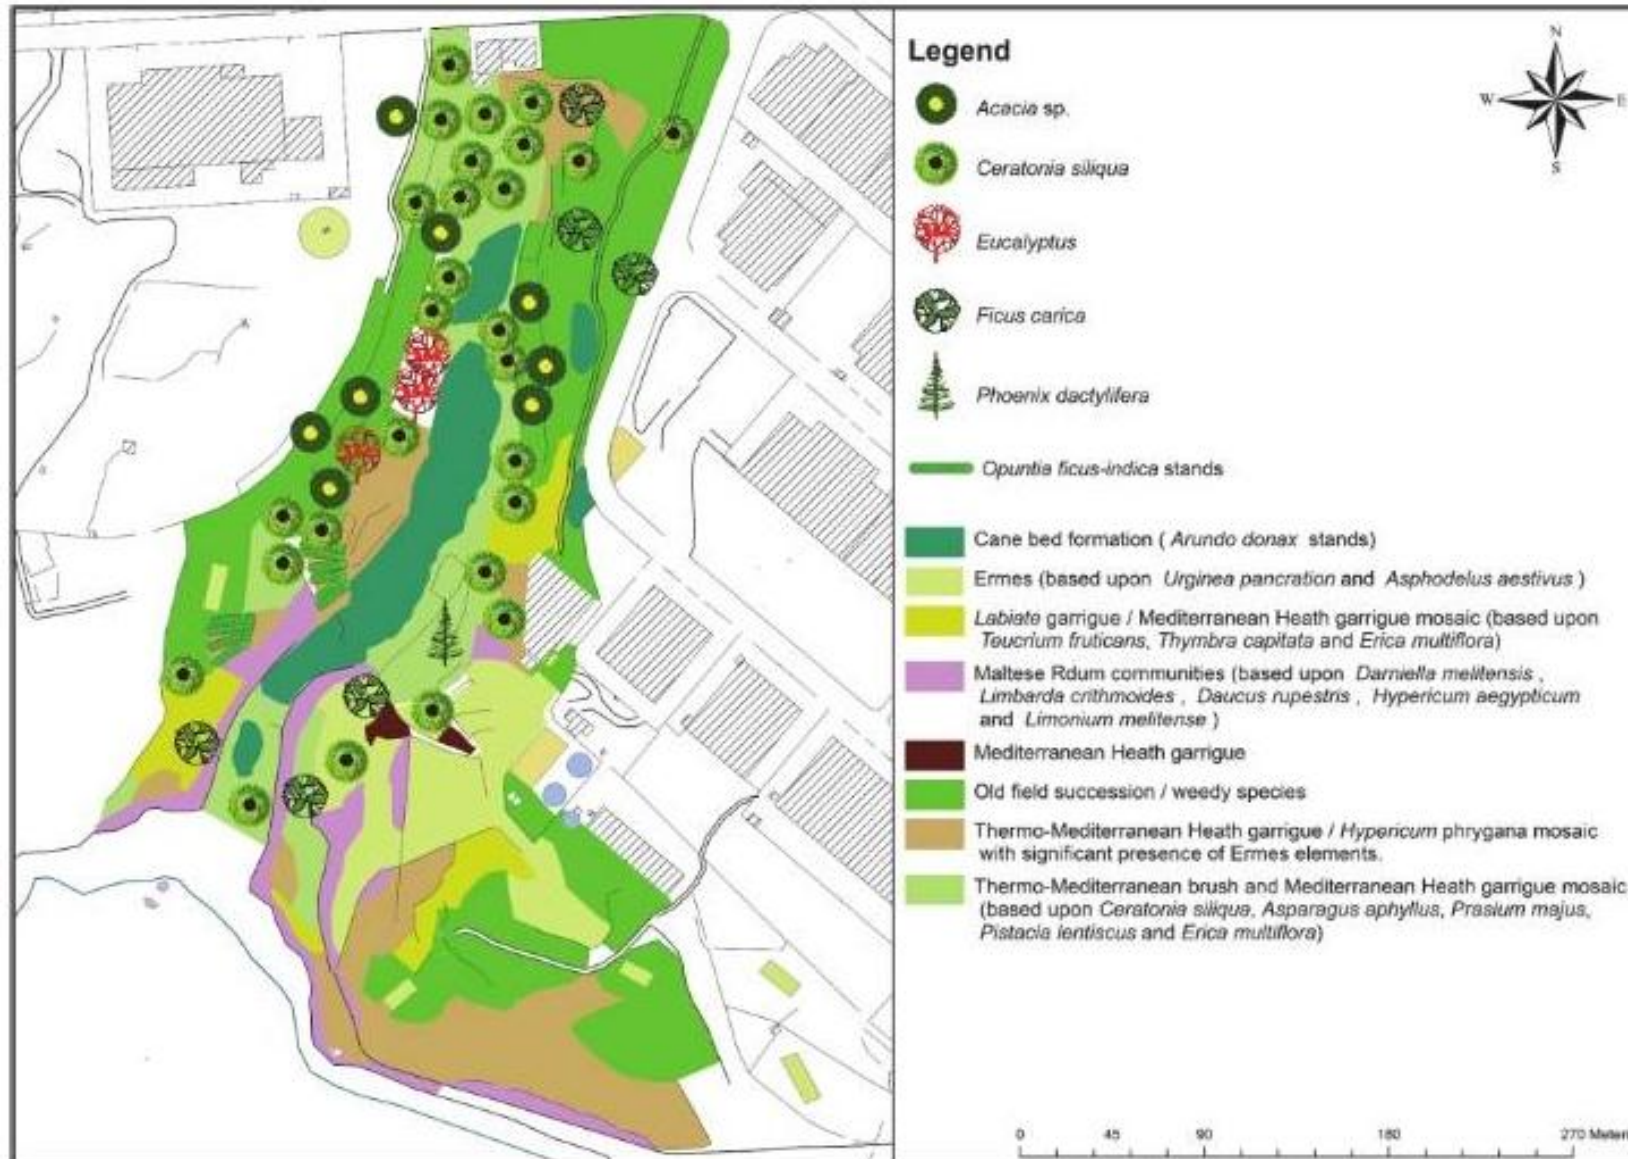 Legend
N
W
E
S
Acacia sp.
Ceratonia siliqua
Eucalyptus
Ficus carica
Phoenix dactylifera
Opuntia ficus-indica stands
Cane bed formation ( Arundo donax stands)
Ermes (based upon Urginea pancration and Asphodelus aestivus )
Labiate garrigue / Mediterranean Heath garrigue mosaic (based upon
Teucrium fruticans, Thymbra capitata and Erica multiflora)
Maltese Rdum communities (based upon Darniella melitensis ,
Limbarda crithmoides , Daucus rupestris , Hypericum aegypticum
and Limonium melitense )
Mediterranean Heath garrigue
Old field succession / weedy species
Thermo-Mediterranean Heath garrigue / Hypericum phrygana mosaic
with significant presence of Ermes elements.
Thermo-Mediterranean brush and Mediterranean Heath garrigue mosaic
(based upon Ceratonia siliqua, Asparagus aphyllus, Prasium majus,
Pistacia lentiscus and Erica multiflora)
0 45 90 180 270 Meters